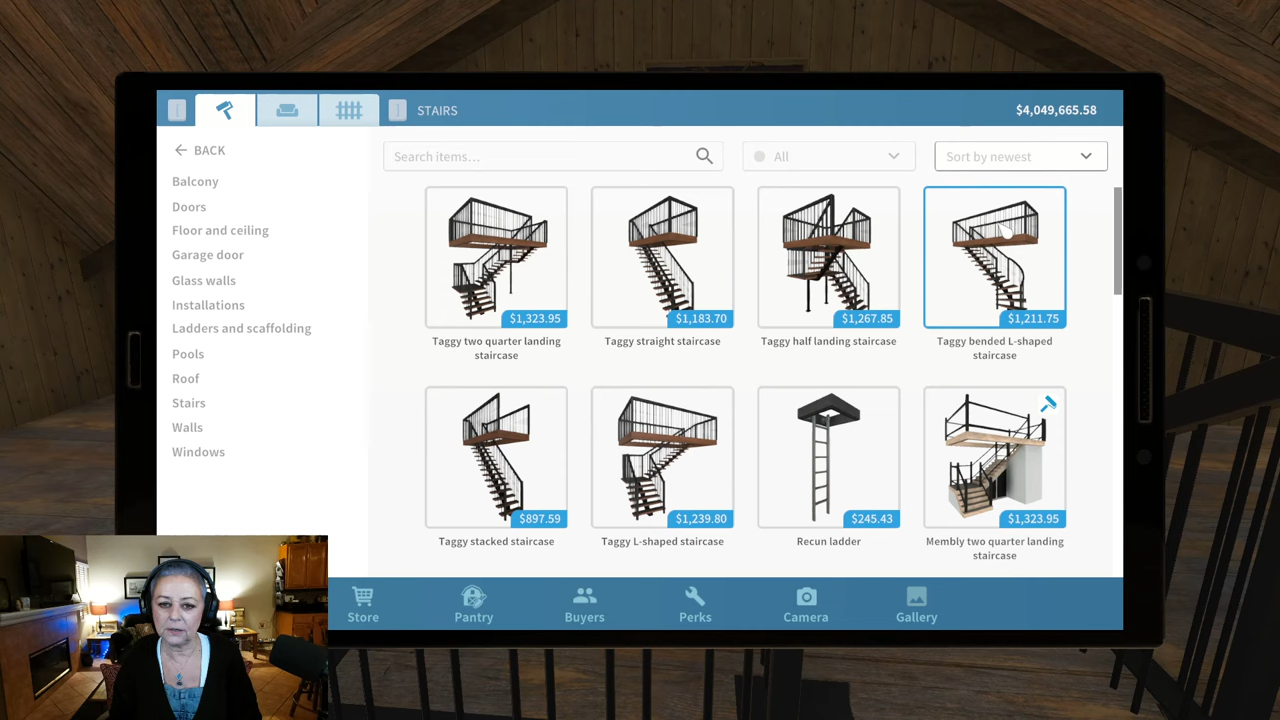 STAIRS
$4,049,665.58
BACK
Search items...
All
Sort by newest
Balcony
Doors
Floor and ceiling
Garage door
Glass walls
Installations
Ladders and scaffolding
Pools
Roof
Stairs
Walls
Windows
$1,323.95
$1,183.70
$1,267.85
$1,211.75
Taggy two quarter landing
staircase
Taggy straight staircase
Taggy half landing staircase
Taggy bended L-shaped
staircase
$897.59
$1,239.80
$245.43
$1,323.95
Taggy stacked staircase
Taggy L-shaped staircase
Recun ladder
Membly two quarter landing
staircase
Store
Pantry
Buyers
Perks
Camera
Gallery